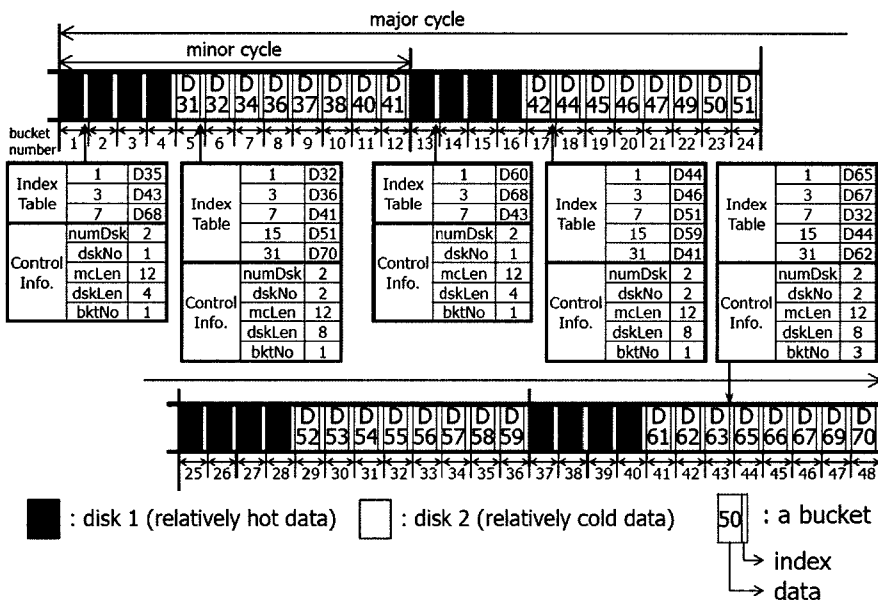 major cycle
minor cycle
D 31 D 32 D 34 D 36 D 37 D 38 D 40 D 41 D 42 D 44 D 45 D 46 D 47 D 49 D 50 D 51
bucket number 1 2 3 4 5 6 7 8 9 10 11 12 13 14 15 16 17 18 19 20 21 22 23 24
Index Table
1 D35
3 D43
7 D68
Control Info.
numDsk 2
dskNo 1
mcLen 12
dskLen 4
bktNo 1
Index Table
1 D32
3 D36
7 D41
15 D51
31 D70
Control Info.
numDsk 2
dskNo 2
mcLen 12
dskLen 8
bktNo 1
Index Table
1 D60
3 D68
7 D43
Control Info.
numDsk 2
dskNo 1
mcLen 12
dskLen 4
bktNo 1
Index Table
1 D44
3 D46
7 D51
15 D59
31 D41
Control Info.
numDsk 2
dskNo 2
mcLen 12
dskLen 8
bktNo 1
Index Table
1 D65
3 D67
7 D32
15 D44
31 D62
Control Info.
numDsk 2
dskNo 2
mcLen 12
dskLen 8
bktNo 3
D 52 D 53 D 54 D 55 D 56 D 57 D 58 D 59 D 61 D 62 D 63 D 65 D 66 D 67 D 69 D 70
25 26 27 28 29 30 31 32 33 34 35 36 37 38 39 40 41 42 43 44 45 46 47 48
: disk 1 (relatively hot data)
: disk 2 (relatively cold data)
50 : a bucket
index
data